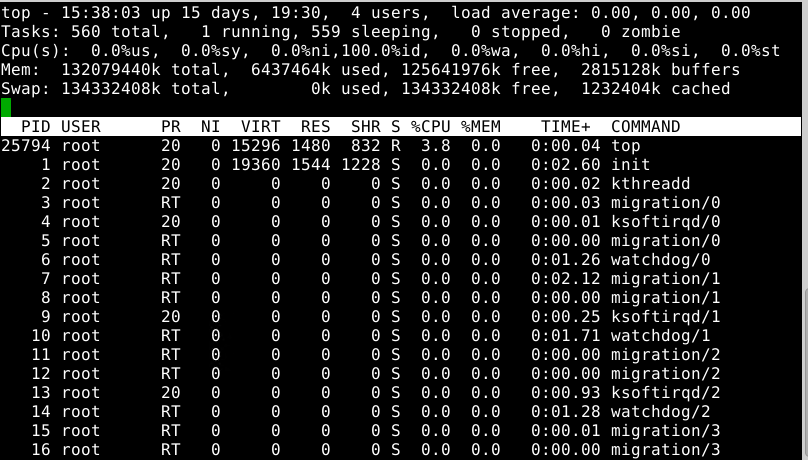 top - 15:38:03 up 15 days, 19:30,  4 users,  load average: 0.00, 0.00, 0.00
Tasks: 560 total,   1 running, 559 sleeping,   0 stopped,   0 zombie
Cpu(s):  0.0%us,  0.0%sy,  0.0%ni,100.0%id,  0.0%wa,  0.0%hi,  0.0%si,  0.0%st
Mem:  132079440k total,  6437464k used, 125641976k free,  2815128k buffers
Swap: 134332408k total,        0k used, 134332408k free,  1232404k cached
  PID USER      PR  NI  VIRT  RES  SHR S %CPU %MEM    TIME+  COMMAND
25794 root      20   0 15296 1480  832 R  3.8  0.0   0:00.04 top
    1 root      20   0 19360 1544 1228 S  0.0  0.0   0:02.60 init
    2 root      20   0     0    0    0 S  0.0  0.0   0:00.02 kthreadd
    3 root      RT   0     0    0    0 S  0.0  0.0   0:00.03 migration/0
    4 root      20   0     0    0    0 S  0.0  0.0   0:00.01 ksoftirqd/0
    5 root      RT   0     0    0    0 S  0.0  0.0   0:00.00 migration/0
    6 root      RT   0     0    0    0 S  0.0  0.0   0:01.26 watchdog/0
    7 root      RT   0     0    0    0 S  0.0  0.0   0:02.12 migration/1
    8 root      RT   0     0    0    0 S  0.0  0.0   0:00.00 migration/1
    9 root      20   0     0    0    0 S  0.0  0.0   0:00.25 ksoftirqd/1
   10 root      RT   0     0    0    0 S  0.0  0.0   0:01.71 watchdog/1
   11 root      RT   0     0    0    0 S  0.0  0.0   0:00.00 migration/2
   12 root      RT   0     0    0    0 S  0.0  0.0   0:00.00 migration/2
   13 root      20   0     0    0    0 S  0.0  0.0   0:00.93 ksoftirqd/2
   14 root      RT   0     0    0    0 S  0.0  0.0   0:01.28 watchdog/2
   15 root      RT   0     0    0    0 S  0.0  0.0   0:00.01 migration/3
   16 root      RT   0     0    0    0 S  0.0  0.0   0:00.00 migration/3